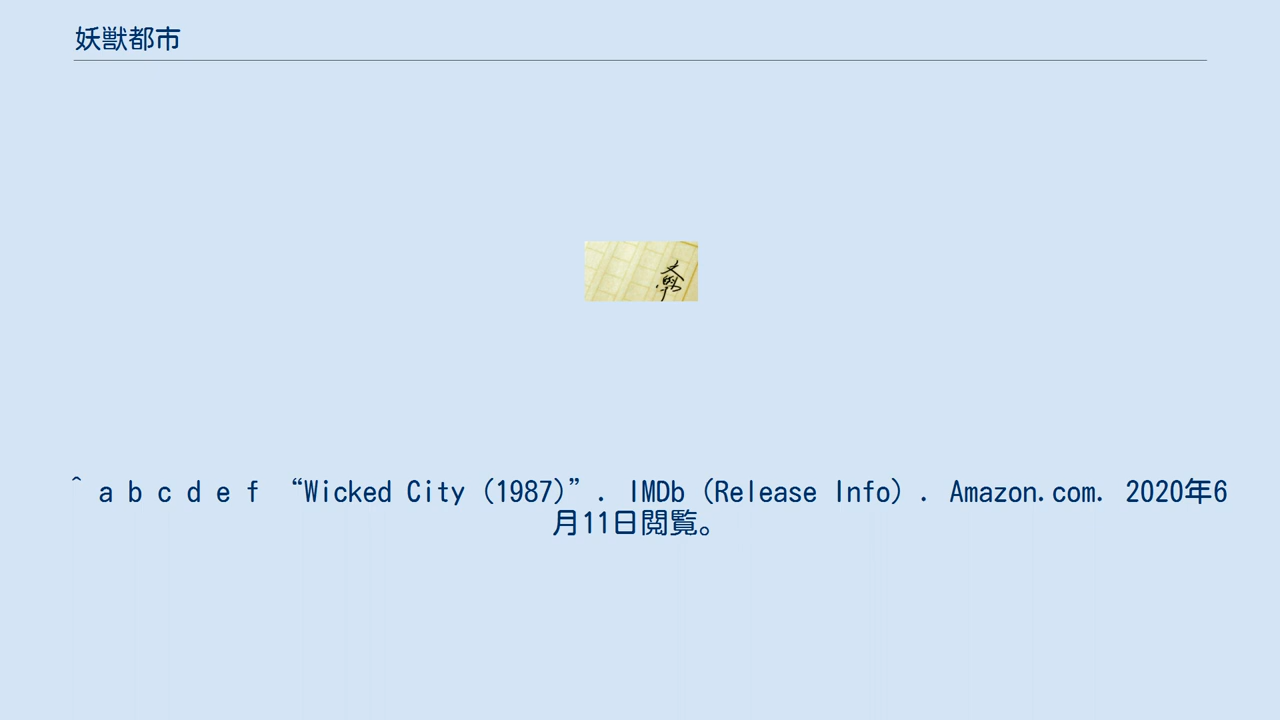 妖獣都市
^ a b c d e f “Wicked City (1987)”. IMDb (Release Info). Amazon.com. 2020年6
月11日閲覧。